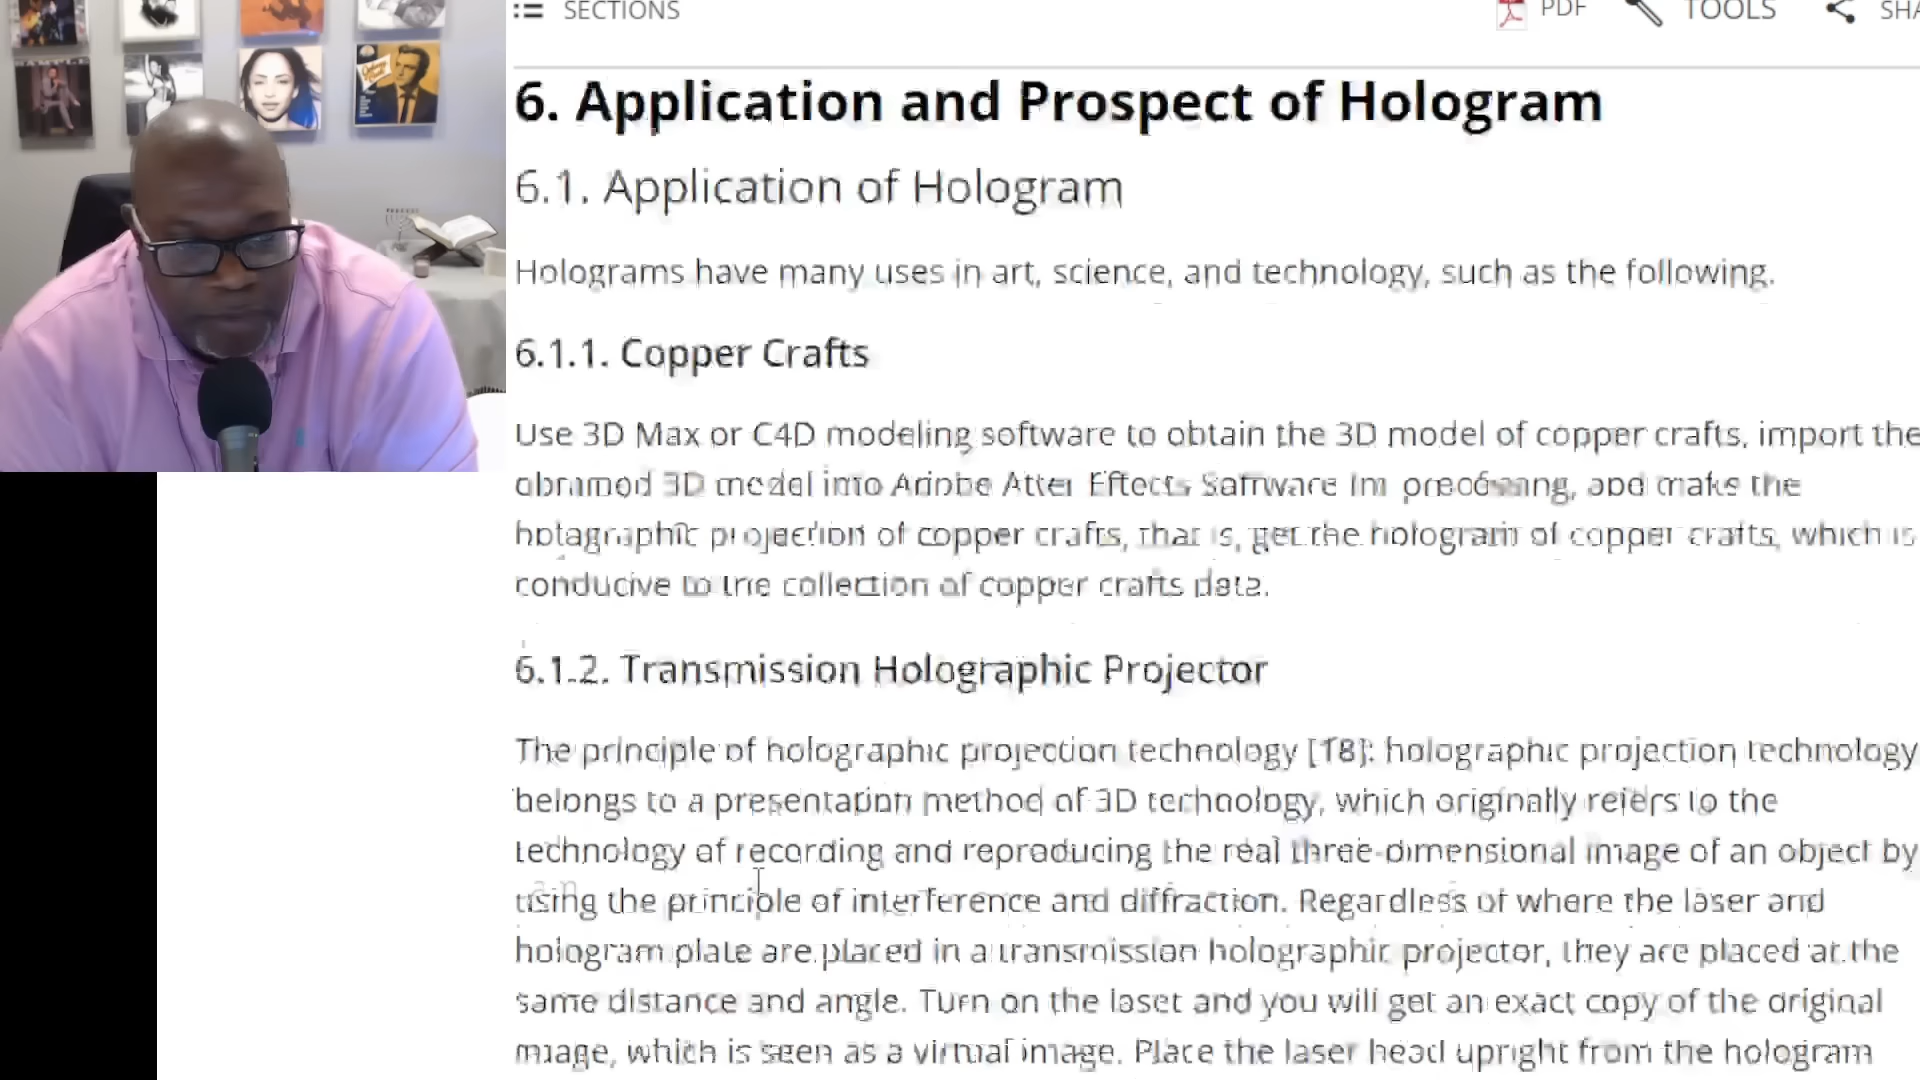 SECTIONS
PDF
TOOLS
6. Application and Prospect of Hologram
6.1. Application of Hologram
Holograms have many uses in art, science, and technology, such as the following.
6.1.1. Copper Crafts
Use 3D Max or C4D modeling software to obtain the 3D model of copper crafts, import the
3D model into Effects and make the
projection of copper crafts, that is, get the hologram of copper crafts, which is
conducive to the collection of copper crafts data.
6.1.2. Transmission Holographic Projector
The principle of holographic projection technology [18]: holographic projection technology
belongs to a presentation method of 3D technology, which originally refers to the
technology of recording and reproducing the real three-dimensional image of an object by
using the principle of interference and diffraction. Regardless of where the laser and
hologram plate are placed in a transmission holographic projector, they are placed at the
same distance and angle. Turn on the laser and you will get an exact copy of the original
image, which is seen as a virtual image. Place the laser head upright from the hologram